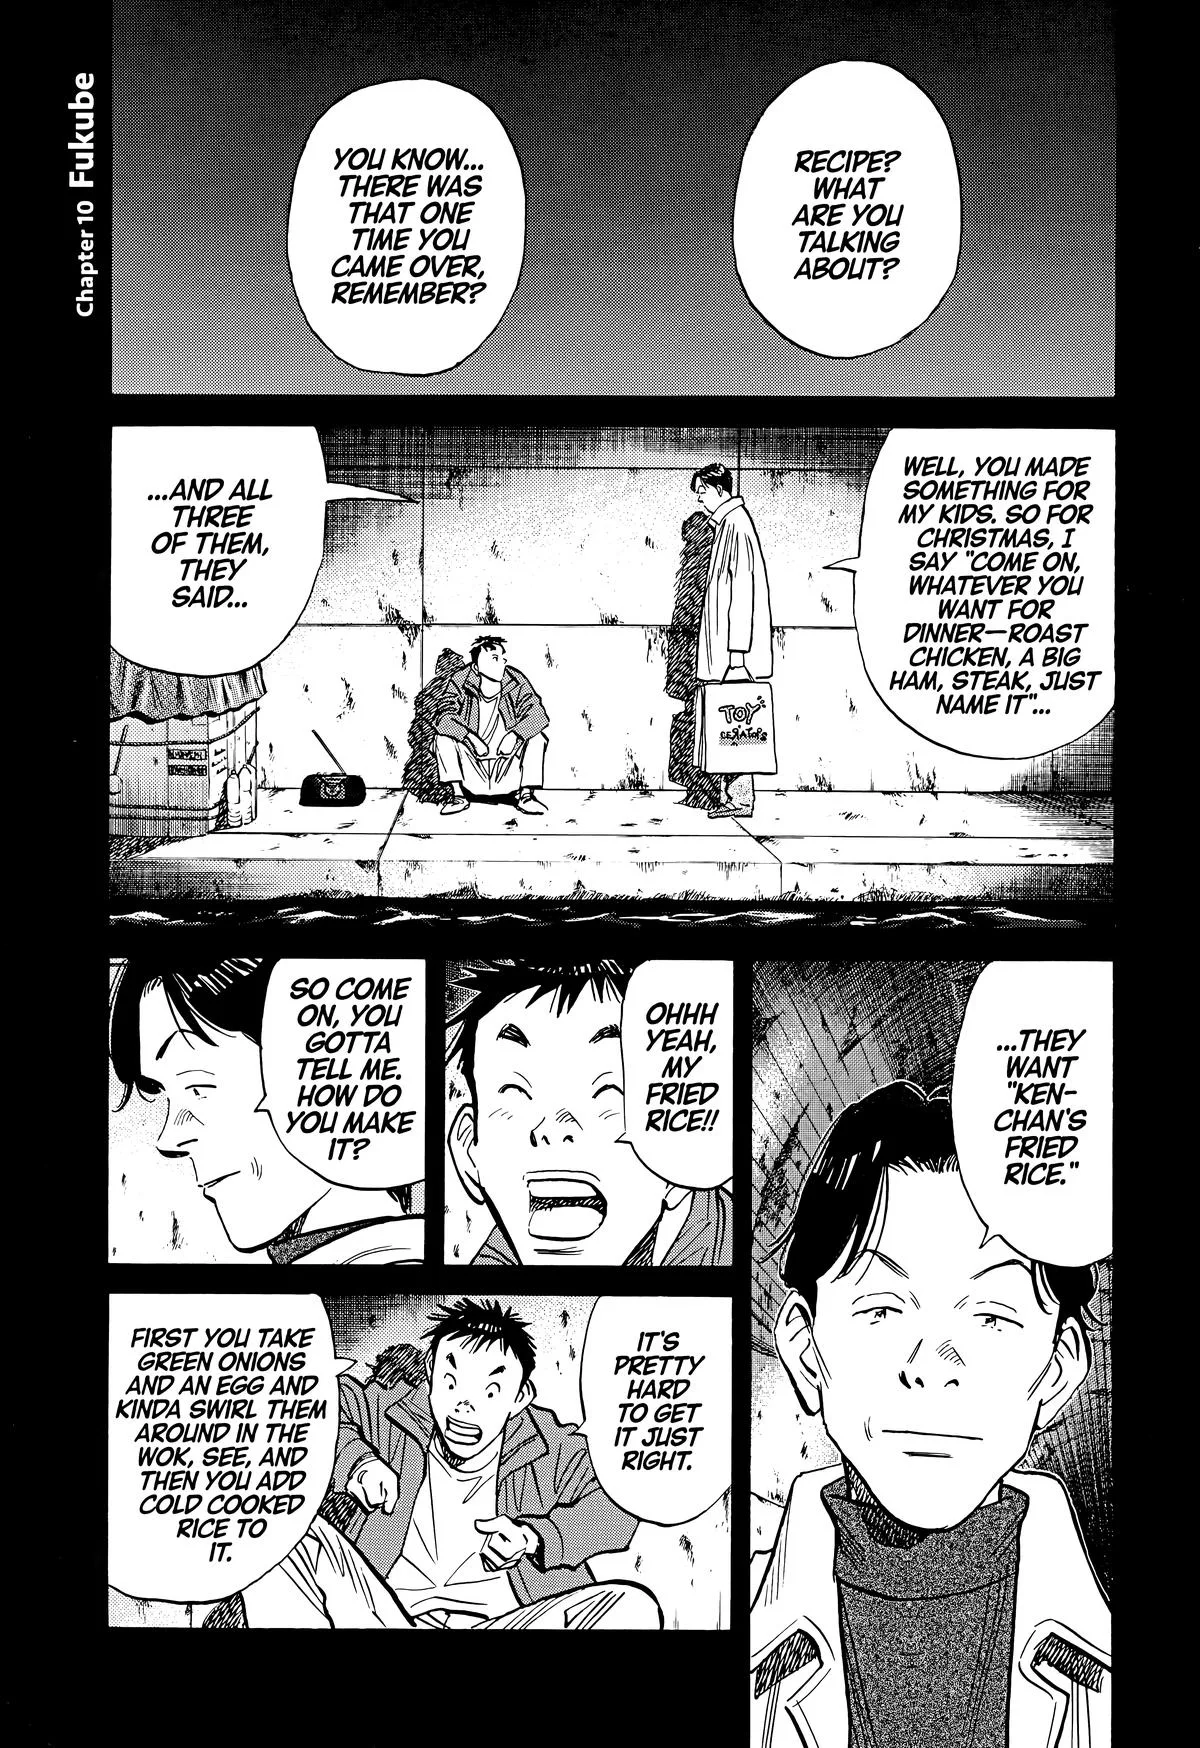 Chapter 10 Fukube
RECIPE?
WHAT
ARE YOU
TALKING
ABOUT?
YOU KNOW...
THERE WAS
THAT ONE
TIME YOU
CAME OVER,
REMEMBER?
WELL, YOU MADE
SOMETHING FOR
MY KIDS. SO FOR
CHRISTMAS, I
SAY "COME ON,
WHATEVER YOU
WANT FOR
DINNER—ROAST
CHICKEN, A BIG
HAM, STEAK, JUST
NAME IT"...
TOY
CERATOPS
...AND ALL
THREE
OF THEM,
THEY
SAID...
...THEY
WANT
"KEN-
CHAN'S
FRIED
RICE."
OHHH
YEAH,
MY
FRIED
RICE!!
SO COME
ON, YOU
GOTTA
TELL ME.
HOW DO
YOU MAKE
IT?
IT'S
PRETTY
HARD
TO GET
IT JUST
RIGHT.
FIRST YOU TAKE
GREEN ONIONS
AND AN EGG AND
KINDA SWIRL THEM
AROUND IN THE
WOK, SEE, AND
THEN YOU ADD
COLD COOKED
RICE TO
IT.